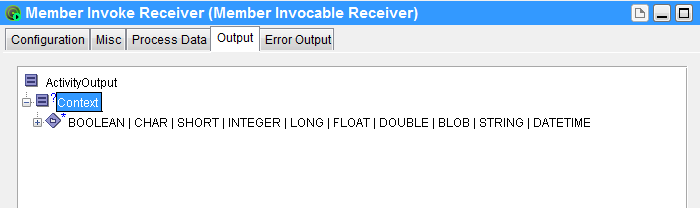 Member Invoke Receiver (Member Invocable Receiver)
Configuration Misc Process Data Output Error Output
ActivityOutput
? Context
* BOOLEAN | CHAR | SHORT | INTEGER | LONG | FLOAT | DOUBLE | BLOB | STRING | DATETIME